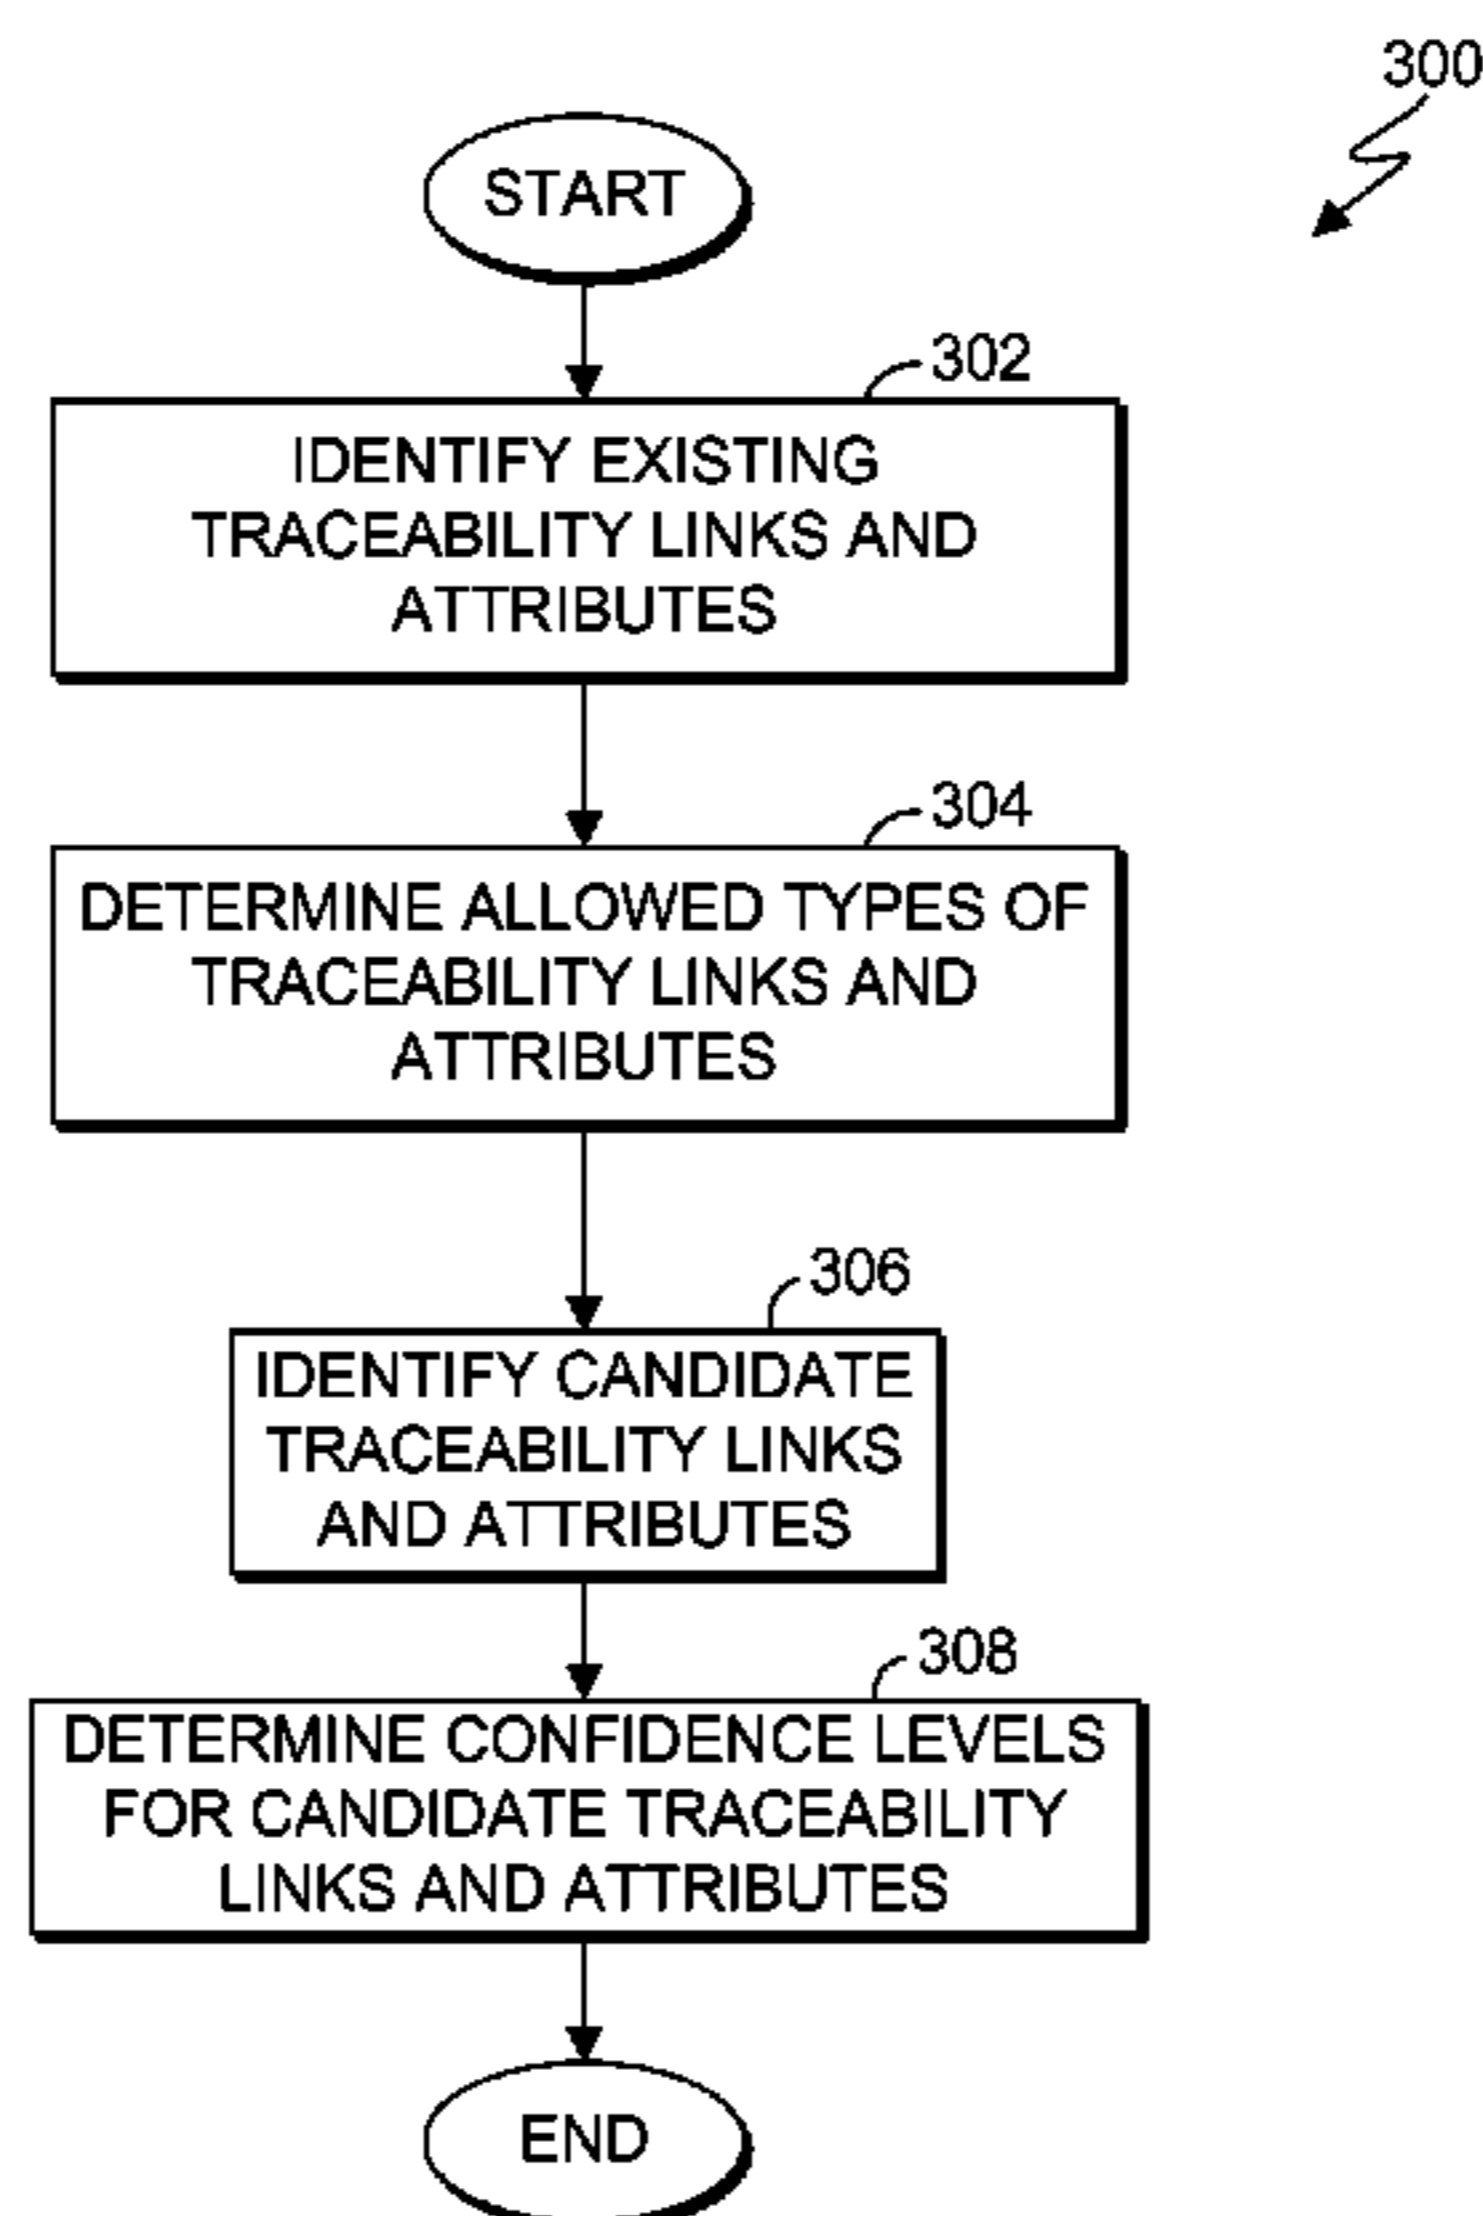 300
START
302
IDENTIFY EXISTING
TRACEABILITY LINKS AND
ATTRIBUTES
304
DETERMINE ALLOWED TYPES OF
TRACEABILITY LINKS AND
ATTRIBUTES
306
IDENTIFY CANDIDATE
TRACEABILITY LINKS
AND ATTRIBUTES
308
DETERMINE CONFIDENCE LEVELS
FOR CANDIDATE TRACEABILITY
LINKS AND ATTRIBUTES
END